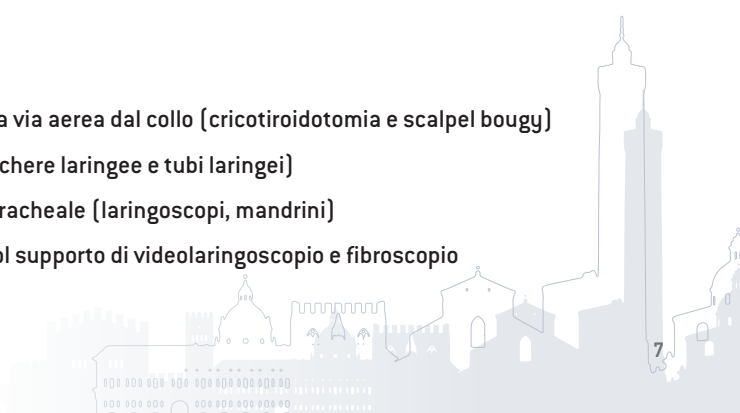 a via aerea dal collo (cricotiroidotomia e scalpel bougy)
chere laringee e tubi laringei)
racheale (laringoscopi, mandrini)
ol supporto di videolaringoscopio e fibroscopio
7